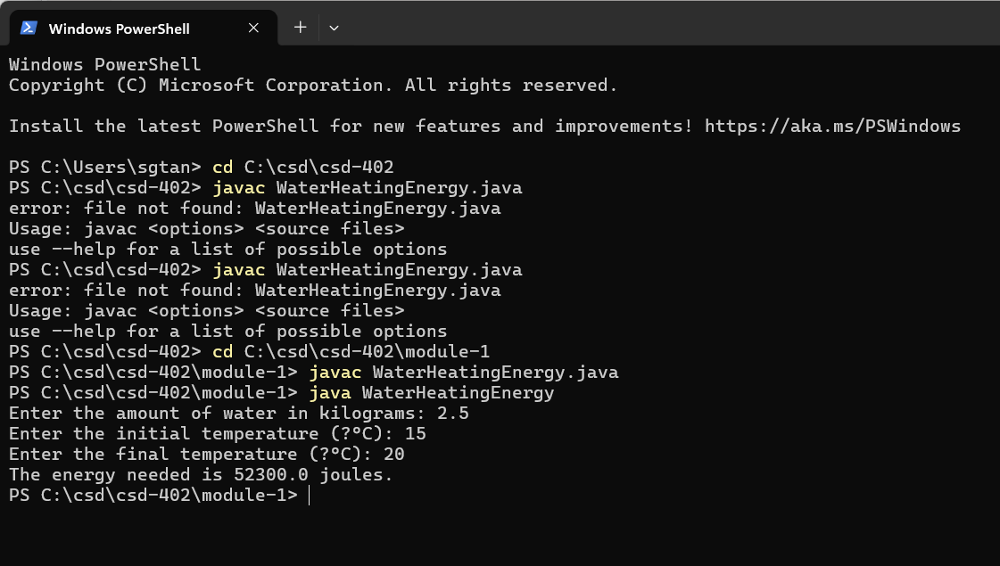 Windows PowerShell
Windows PowerShell
Copyright (C) Microsoft Corporation. All rights reserved.
Install the latest PowerShell for new features and improvements! https://aka.ms/PSWindows
PS C:\Users\sgtan> cd C:\csd\csd-402
PS C:\csd\csd-402> javac WaterHeatingEnergy.java
error: file not found: WaterHeatingEnergy.java
Usage: javac <options> <source files>
use --help for a list of possible options
PS C:\csd\csd-402> javac WaterHeatingEnergy.java
error: file not found: WaterHeatingEnergy.java
Usage: javac <options> <source files>
use --help for a list of possible options
PS C:\csd\csd-402> cd C:\csd\csd-402\module-1
PS C:\csd\csd-402\module-1> javac WaterHeatingEnergy.java
PS C:\csd\csd-402\module-1> java WaterHeatingEnergy
Enter the amount of water in kilograms: 2.5
Enter the initial temperature (?°C): 15
Enter the final temperature (?°C): 20
The energy needed is 52300.0 joules.
PS C:\csd\csd-402\module-1>